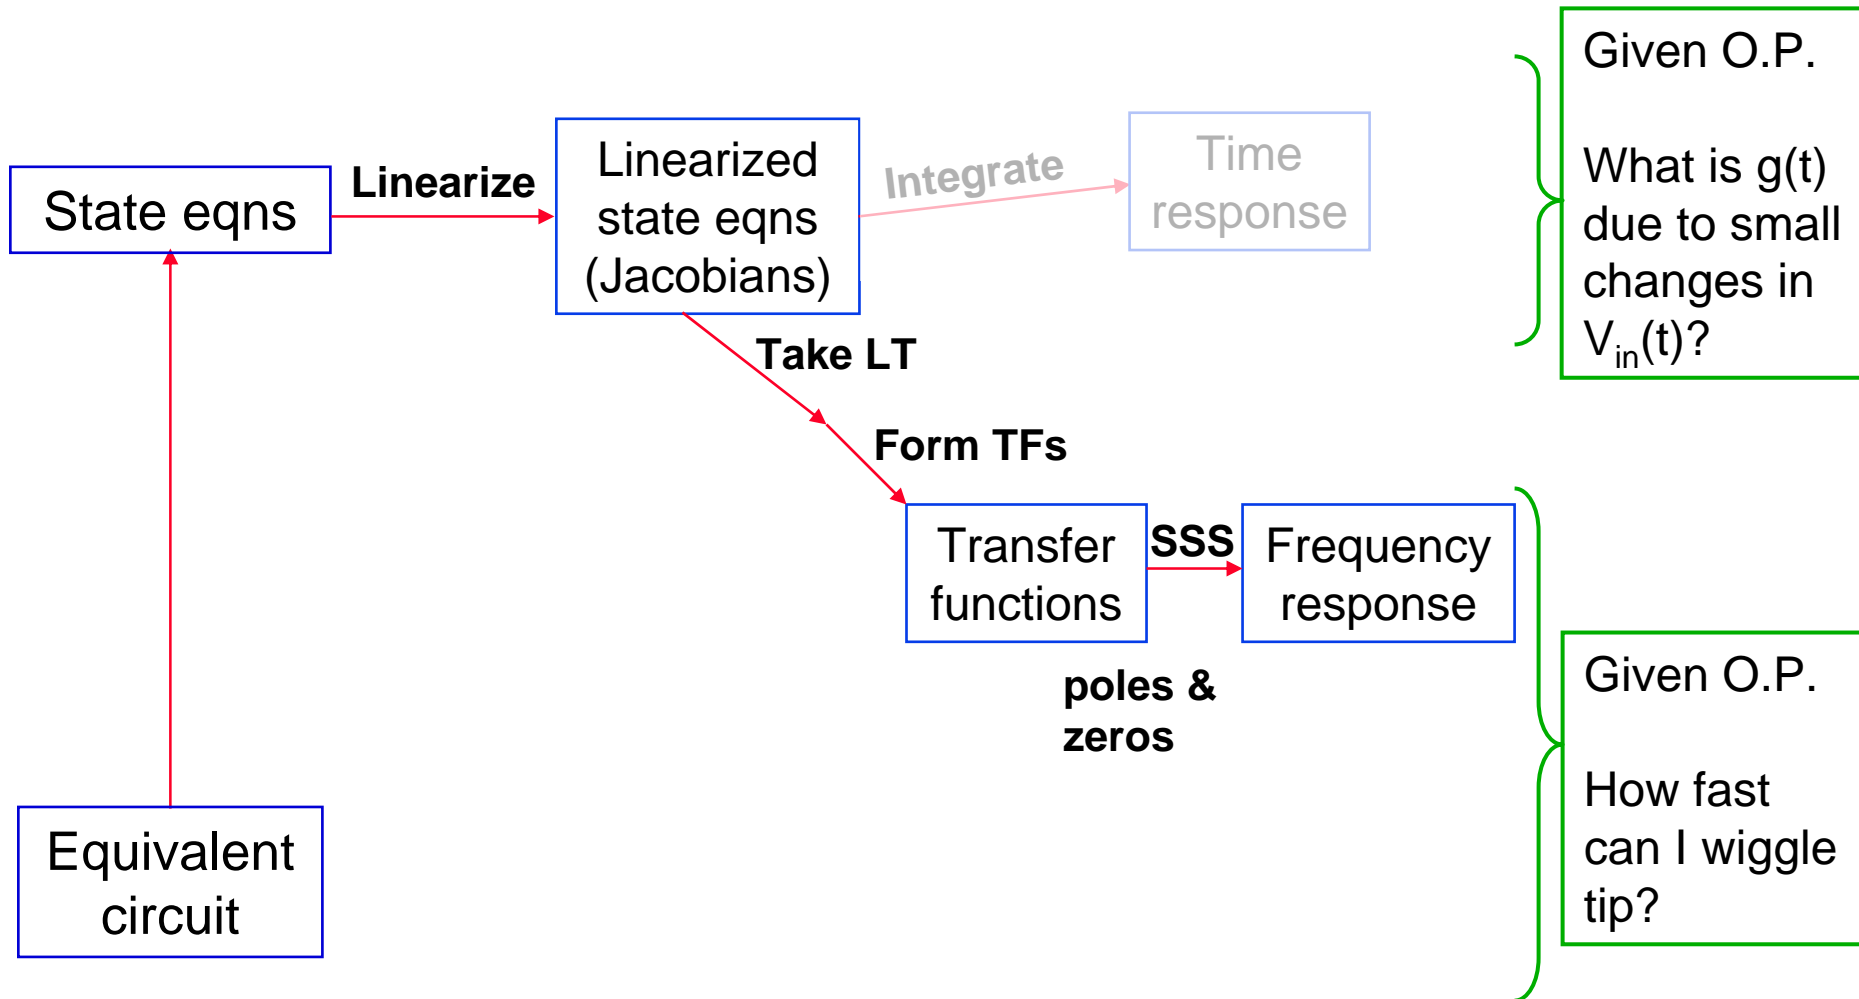 Given O.P.
What is g(t)
due to small
changes in
V_in(t)?
State eqns
Linearize
Linearized
state eqns
(Jacobians)
Integrate
Time
response
Take LT
Form TFs
Transfer
functions
SSS
Frequency
response
poles &
zeros
Given O.P.
How fast
can I wiggle
tip?
Equivalent
circuit